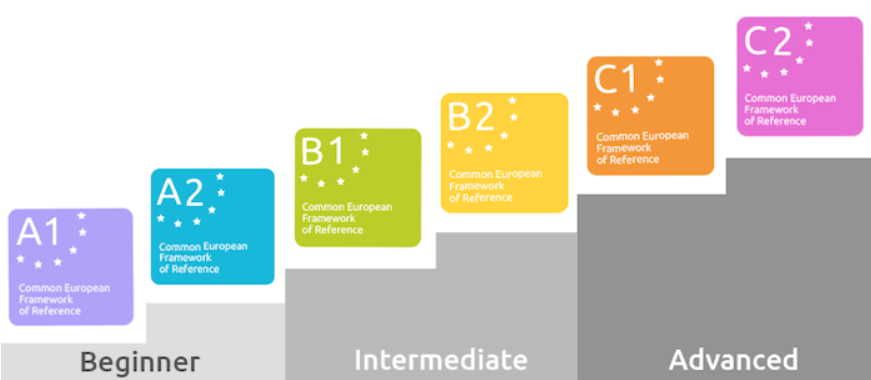 A1
Common European
Framework
of Reference
A2
Common European
Framework
of Reference
B1
Common European
Framework
of Reference
B2
Common European
Framework
of Reference
C1
Common European
Framework
of Reference
C2
Common European
Framework
of Reference
Beginner
Intermediate
Advanced